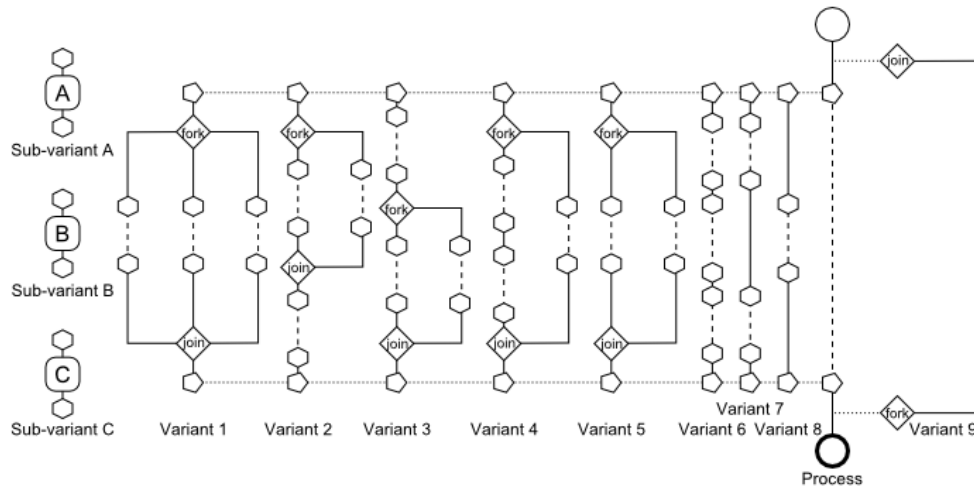 join
A
fork
fork
fork
fork
Sub-variant A
fork
B
join
Sub-variant B
join
join
join
join
C
Variant 7
fork
Sub-variant C
Variant 1
Variant 2
Variant 3
Variant 4
Variant 5
Variant 6
Variant 8
Variant 9
Process